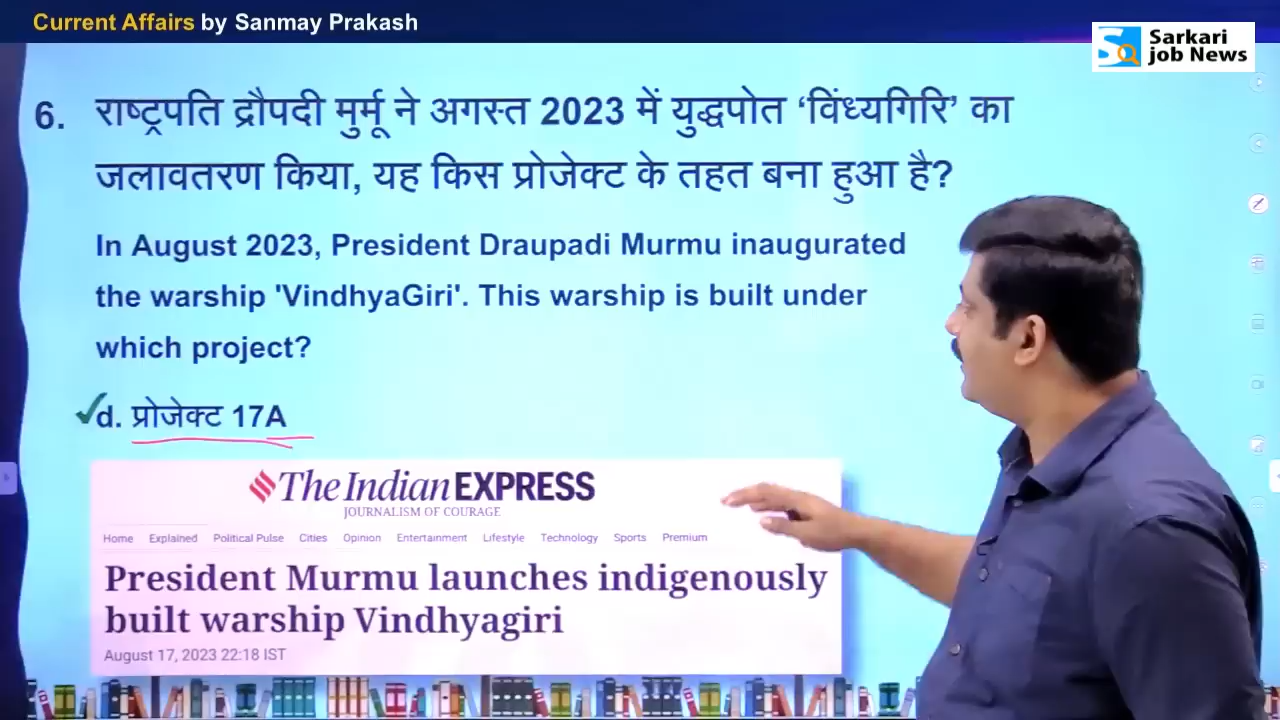 Current Affairs by Sanmay Prakash
Sarkari
Job News
6. राष्ट्रपति द्रौपदी मुर्मू ने अगस्त 2023 में युद्धपोत ‘विंध्यगिरि’ का
जलावतरण किया, यह किस प्रोजेक्ट के तहत बना हुआ है?
In August 2023, President Draupadi Murmu inaugurated
the warship 'VindhyaGiri'. This warship is built under
which project?
d. प्रोजेक्ट 17A
The Indian EXPRESS
JOURNALISM OF COURAGE
Home Explained Political Pulse Cities Opinion Entertainment Lifestyle Technology Sports Premium
President Murmu launches indigenously
built warship Vindhyagiri
August 17, 2023 22:18 IST